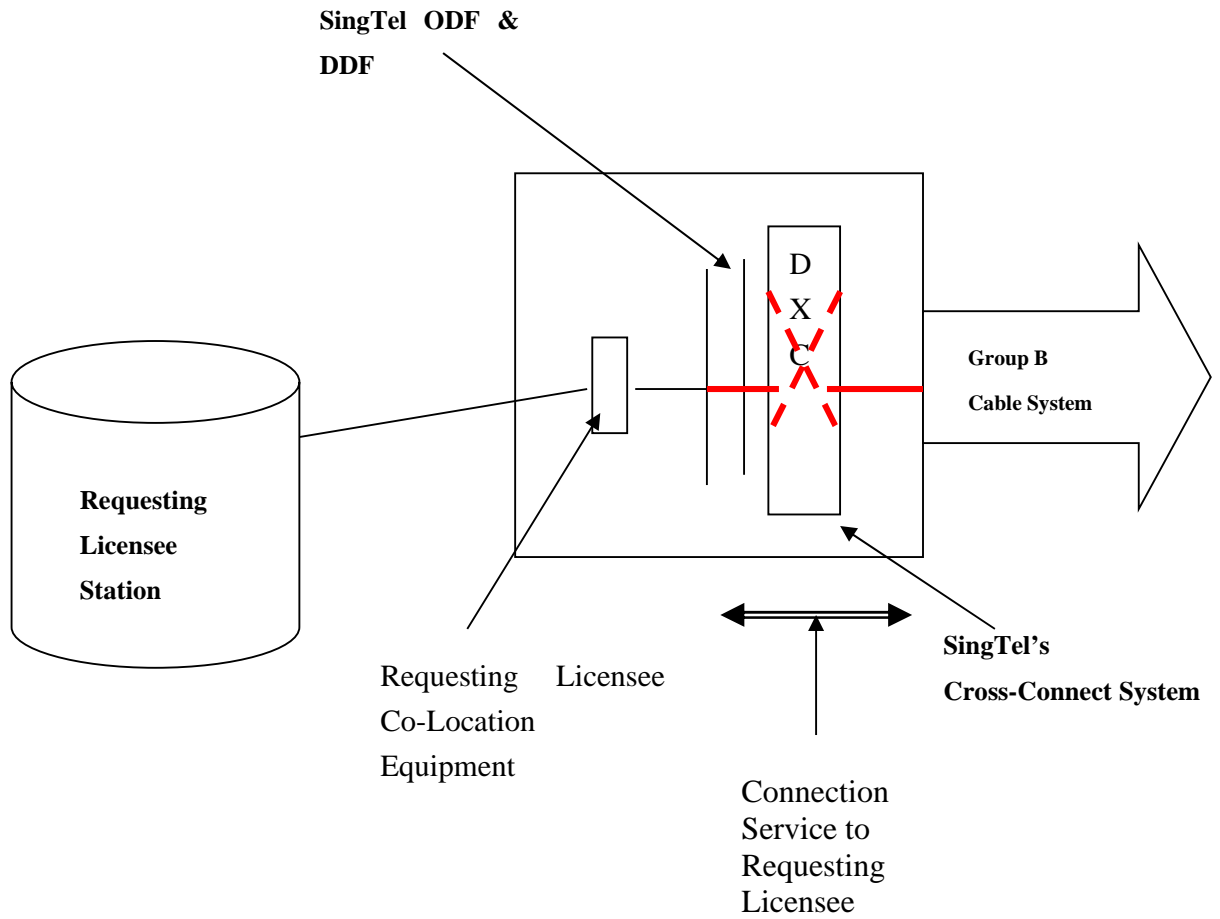 SingTel ODF &
DDF
D
X
C
Group B
Cable System
Requesting
Licensee
Station
SingTel’s
Cross-Connect System
Requesting Licensee
Co-Location
Equipment
Connection
Service to
Requesting
Licensee